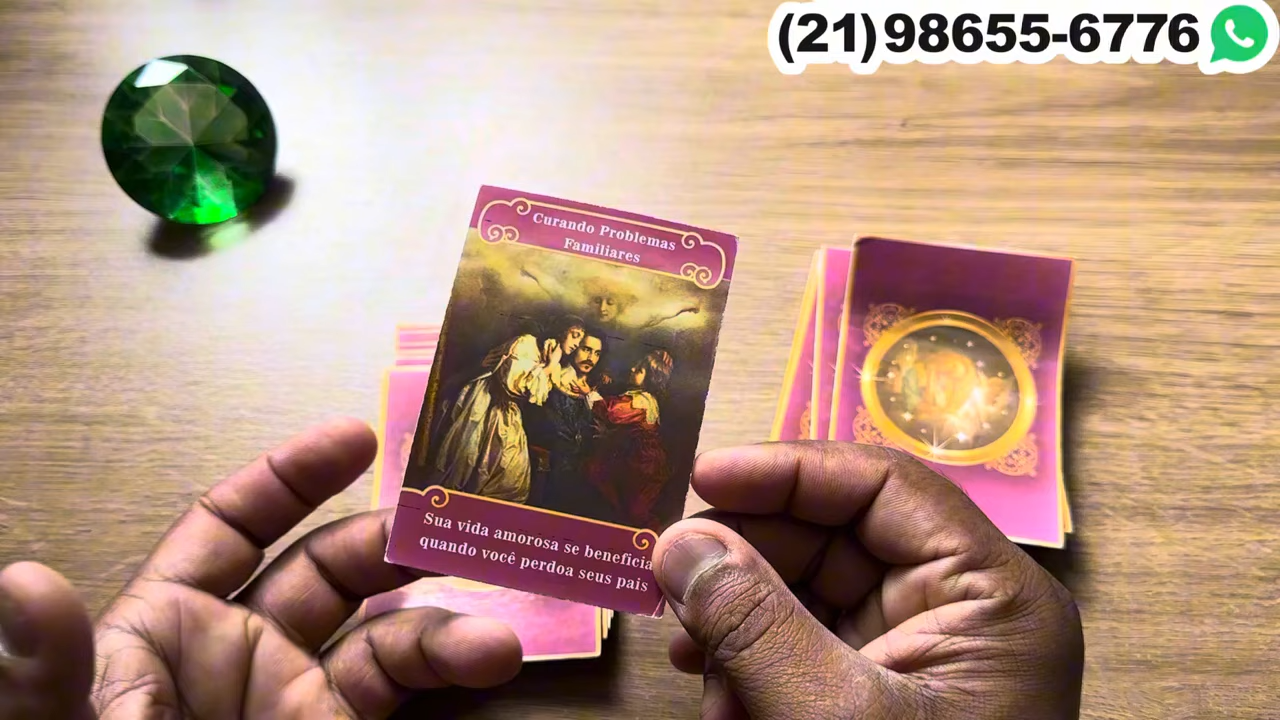 (21)98655-6776
Curando Problemas
Familiares
Sua vida amorosa se beneficia
quando você perdoa seus pais